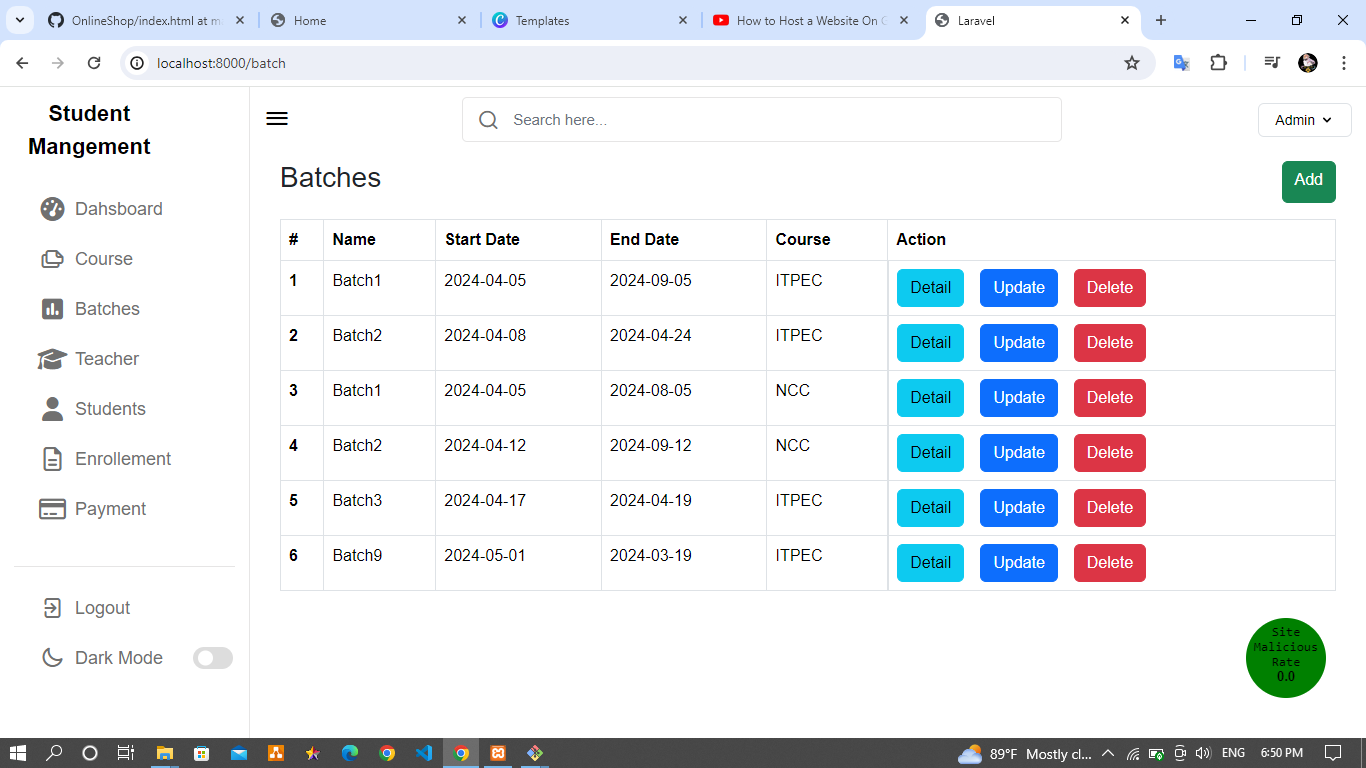 OnlineShop/index.html at ma
Home
Templates
How to Host a Website On C
Laravel
localhost:8000/batch
Student
Mangement
Search here...
Admin
Dahsboard
Course
Batches
Teacher
Students
Enrollement
Payment
Logout
Dark Mode
Batches
Add
# Name Start Date End Date Course Action
1 Batch1 2024-04-05 2024-09-05 ITPEC Detail Update Delete
2 Batch2 2024-04-08 2024-04-24 ITPEC Detail Update Delete
3 Batch1 2024-04-05 2024-08-05 NCC Detail Update Delete
4 Batch2 2024-04-12 2024-09-12 NCC Detail Update Delete
5 Batch3 2024-04-17 2024-04-19 ITPEC Detail Update Delete
6 Batch9 2024-05-01 2024-03-19 ITPEC Detail Update Delete
Site
Malicious
Rate
0.0
89°F Mostly cl... ENG 6:50 PM